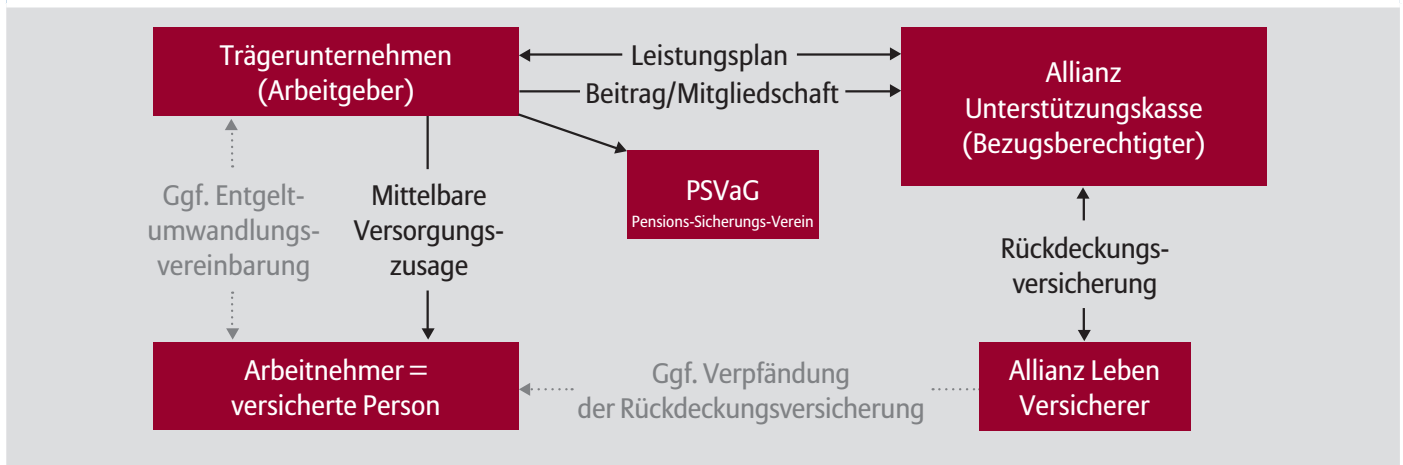 Trägerunternehmen
(Arbeitgeber)
Leistungsplan
Beitrag/Mitgliedschaft
Allianz
Unterstützungskasse
(Bezugsberechtigter)
PSVaG
Pensions-Sicherungs-Verein
Ggf. Entgelt-
umwandlungs-
vereinbarung
Mittelbare
Versorgungs-
zusage
Rückdeckungs-
versicherung
Arbeitnehmer =
versicherte Person
Ggf. Verpfändung
der Rückdeckungsversicherung
Allianz Leben
Versicherer